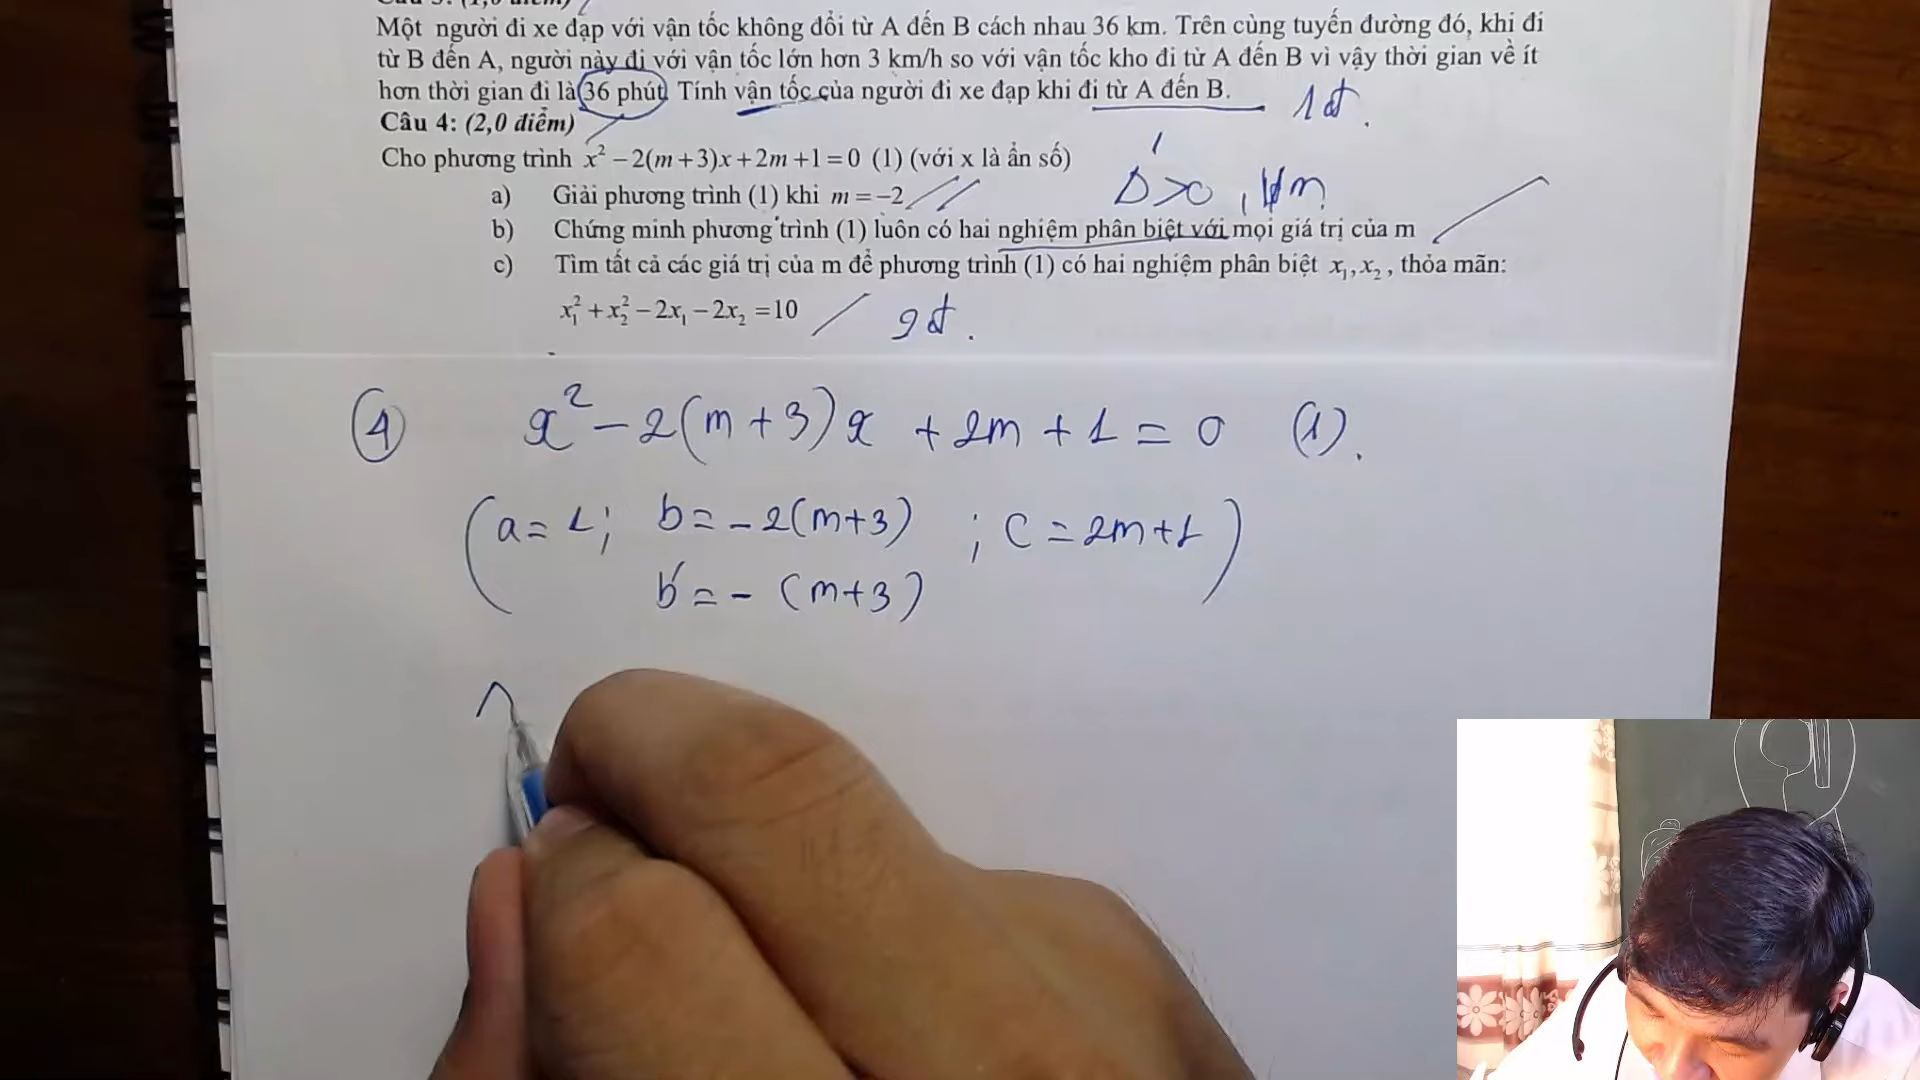 Một người đi xe đạp với vận tốc không đổi từ A đến B cách nhau 36 km. Trên cùng tuyến đường đó, khi đi
từ B đến A, người này đi với vận tốc lớn hơn 3 km/h so với vận tốc kho đi từ A đến B vì vậy thời gian về ít
hơn thời gian đi là 36 phút. Tính vận tốc của người đi xe đạp khi đi từ A đến B.
1đ.
Câu 4: (2,0 điểm)
Cho phương trình x² − 2(m+3)x + 2m + 1 = 0 (1) (với x là ẩn số)
a) Giải phương trình (1) khi m = −2
Δ' > 0, ∀m
b) Chứng minh phương trình (1) luôn có hai nghiệm phân biệt với mọi giá trị của m
c) Tìm tất cả các giá trị của m để phương trình (1) có hai nghiệm phân biệt x₁, x₂, thỏa mãn:
x₁² + x₂² − 2x₁ − 2x₂ = 10
2đ.
④ x² − 2(m+3)x + 2m + 1 = 0 (1).
(a = 1; b = −2(m+3) ; c = 2m+1)
b' = − (m+3)